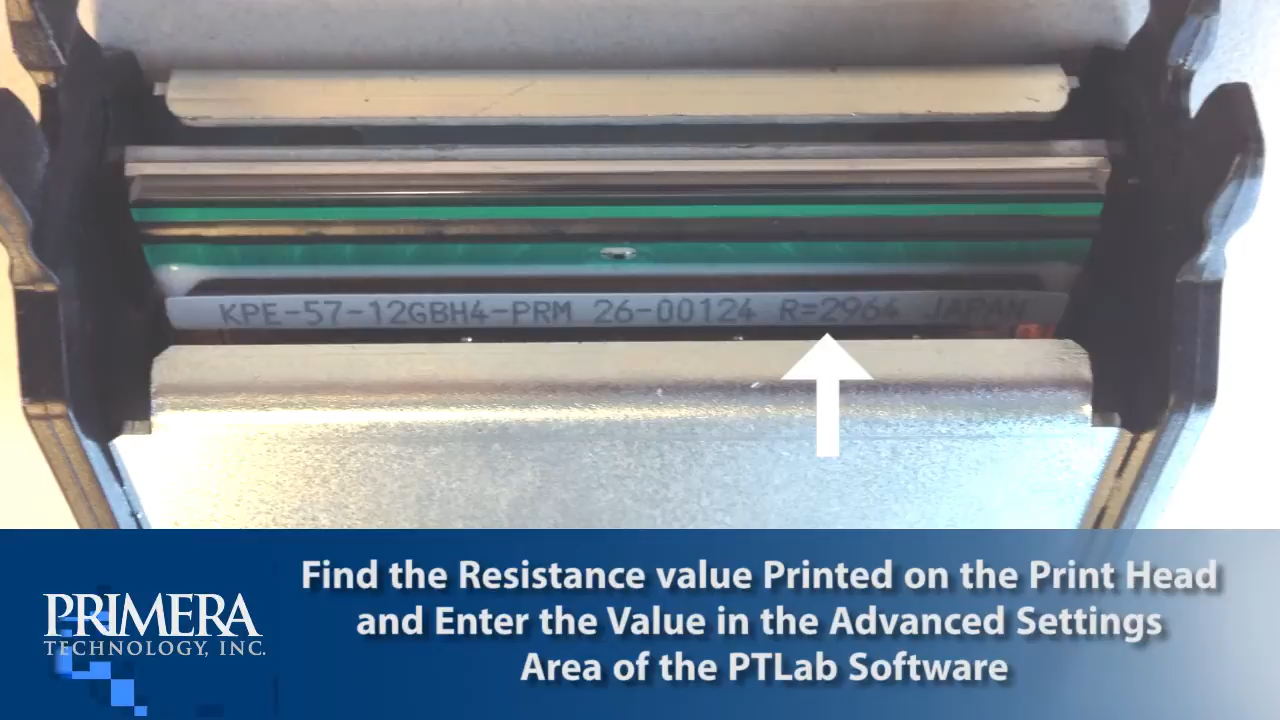 KPE-57-12GBH4-PRM 26-00124 R=2964 JAPAN
Find the Resistance value Printed on the Print Head
and Enter the Value in the Advanced Settings
Area of the PTLab Software
PRIMERA
TECHNOLOGY, INC.